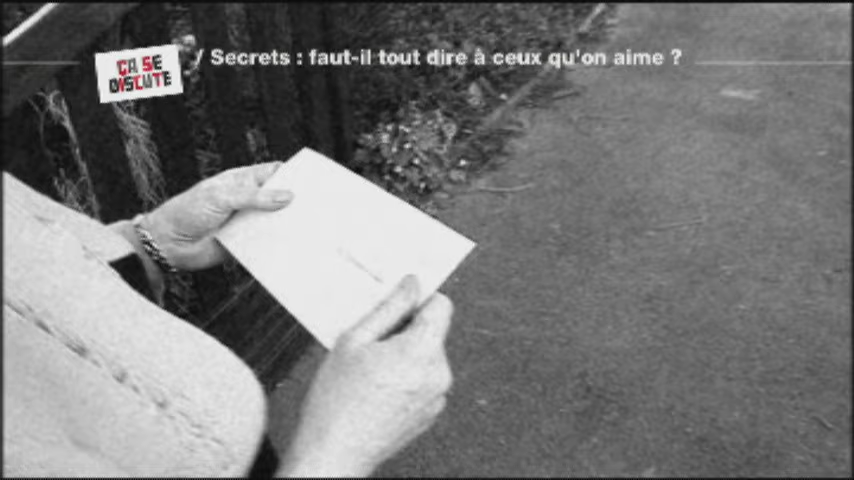 ÇA SE
DISCUTE
/ Secrets : faut-il tout dire à ceux qu'on aime ?